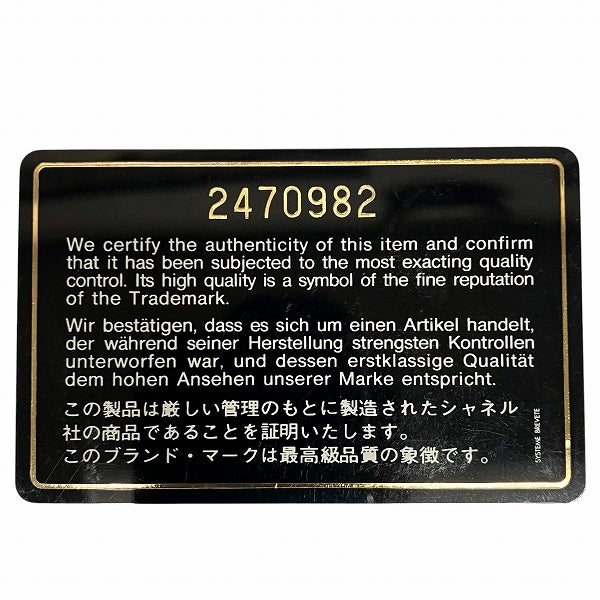 2470982
We certify the authenticity of this item and confirm
that it has been subjected to the most exacting quality
control. Its high quality is a symbol of the fine reputation
of the Trademark.
Wir bestätigen, dass es sich um einen Artikel handelt,
der während seiner Herstellung strengsten Kontrollen
unterworfen war, und dessen erstklassige Qualität
dem hohen Ansehen unserer Marke entspricht.
この製品は厳しい管理のもとに製造されたシャネル
社の商品であることを証明いたします。
このブランド・マークは最高級品質の象徴です。
SYSTEME BREVETE